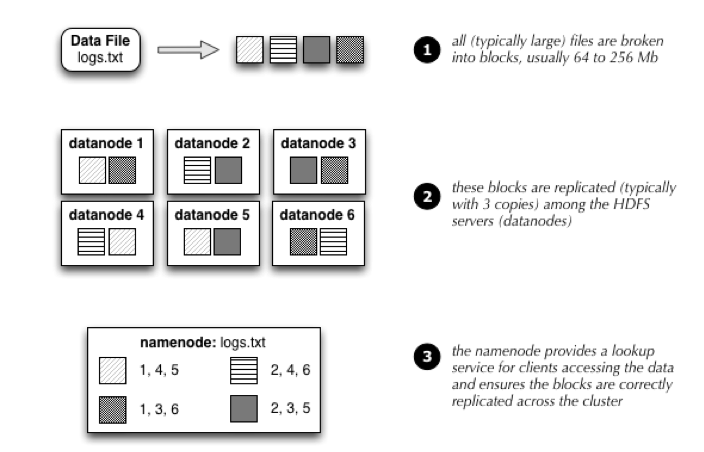 Data File
logs.txt
1
all (typically large) files are broken
into blocks, usually 64 to 256 Mb
datanode 1
datanode 2
datanode 3
datanode 4
datanode 5
datanode 6
2
these blocks are replicated (typically
with 3 copies) among the HDFS
servers (datanodes)
namenode: logs.txt
1, 4, 5
2, 4, 6
1, 3, 6
2, 3, 5
3
the namenode provides a lookup
service for clients accessing the data
and ensures the blocks are correctly
replicated across the cluster